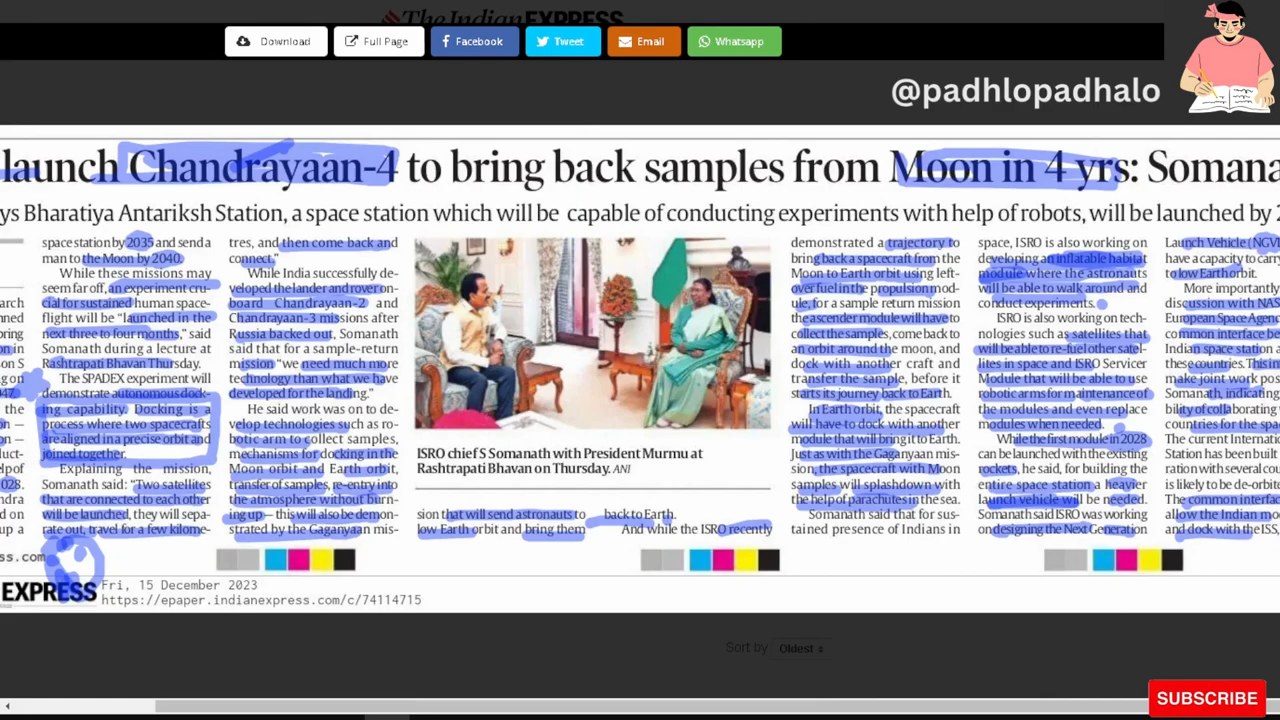 The Indian EXPRESS
Download
Full Page
Facebook
Tweet
Email
Whatsapp
@padhlopadhalo
launch Chandrayaan-4 to bring back samples from Moon in 4 yrs: Somana
ys Bharatiya Antariksh Station, a space station which will be capable of conducting experiments with help of robots, will be launched by
space station by 2035 and send a
man to the Moon by 2040.
While these missions may
seem far off, an experiment cru-
cial for sustained human space-
flight will be "launched in the
next three to four months," said
Somanath during a lecture at
Rashtrapati Bhavan Thursday.
The SPADEX experiment will
demonstrate autonomous dock-
ing capability. Docking is a
process where two spacecrafts
are aligned in a precise orbit and
joined together.
Explaining the mission,
Somanath said: "Two satellites
that are connected to each other
will be launched, they will sepa-
rate out, travel for a few kilome-
tres, and then come back and
connect."
While India successfully de-
veloped the lander and rover on-
board Chandrayaan-2 and
Chandrayaan-3 missions after
Russia backed out, Somanath
said that for a sample-return
mission "we need much more
technology than what we have
developed for the landing."
He said work was on to de-
velop technologies such as ro-
botic arm to collect samples,
mechanisms for docking in the
Moon orbit and Earth orbit,
transfer of samples, re-entry into
the atmosphere without burn-
ing up — this will also be demon-
strated by the Gaganyaan mis-
ISRO chief S Somanath with President Murmu at
Rashtrapati Bhavan on Thursday. ANI
sion that will send astronauts to
low Earth orbit and bring them
back to Earth.
And while the ISRO recently
demonstrated a trajectory to
bring back a spacecraft from the
Moon to Earth orbit using left-
over fuel in the propulsion mod-
ule, for a sample return mission
the ascender module will have to
collect the samples, come back to
an orbit around the moon, and
dock with another craft and
transfer the sample, before it
starts its journey back to Earth.
In Earth orbit, the spacecraft
will have to dock with another
module that will bring it to Earth.
Just as with the Gaganyaan mis-
sion, the spacecraft with Moon
samples will splashdown with
the help of parachutes in the sea.
Somanath said that for sus-
tained presence of Indians in
space, ISRO is also working on
developing an inflatable habitat
module where the astronauts
will be able to walk around and
conduct experiments.
ISRO is also working on tech-
nologies such as satellites that
will be able to re-fuel other satel-
lites in space and ISRO Servicer
Module that will be able to use
robotic arms for maintenance of
the modules and even replace
modules when needed.
While the first module in 2028
can be launched with the existing
rockets, he said, for building the
entire space station a heavier
launch vehicle will be needed.
Somanath said ISRO was working
on designing the Next Generation
Launch Vehicle (NGV
have a capacity to carr
to low Earth orbit.
More importantly
discussion with NAS
European Space Agenc
common interface be
Indian space station a
these countries. This in
make joint work pos
Somanath, indicating
bility of collaborating
countries for the spa
The current Internatio
Station has been built
ration with several cou
is likely to be de-orbite
The common interfac
allow the Indian mo
and dock with the ISS,
EXPRESS
Fri, 15 December 2023
https://epaper.indianexpress.com/c/74114715
Sort by
Oldest
SUBSCRIBE